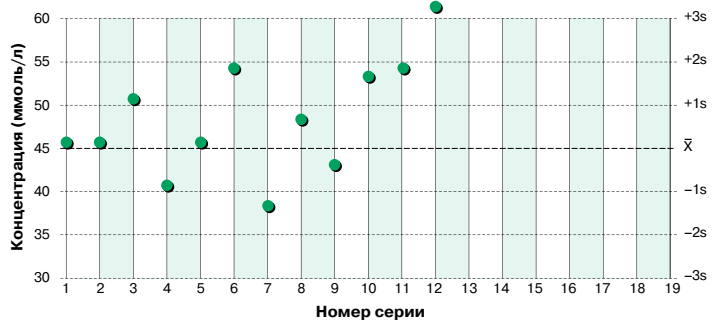 Концентрация (ммоль/л)
60
55
50
45
40
35
30
+3s
+2s
+1s
X̅
−1s
−2s
−3s
1 2 3 4 5 6 7 8 9 10 11 12 13 14 15 16 17 18 19
Номер серии